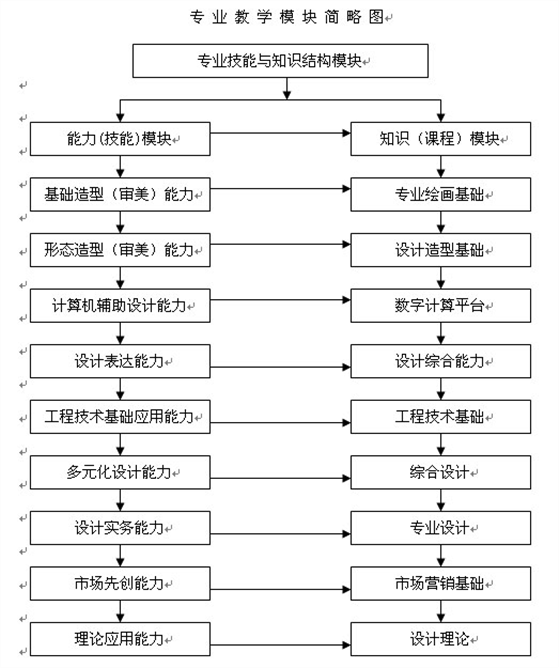 专业教学模块简略图
专业技能与知识结构模块
能力(技能)模块
知识（课程）模块
基础造型（审美）能力
专业绘画基础
形态造型（审美）能力
设计造型基础
计算机辅助设计能力
数字计算平台
设计表达能力
设计综合能力
工程技术基础应用能力
工程技术基础
多元化设计能力
综合设计
设计实务能力
专业设计
市场先创能力
市场营销基础
理论应用能力
设计理论